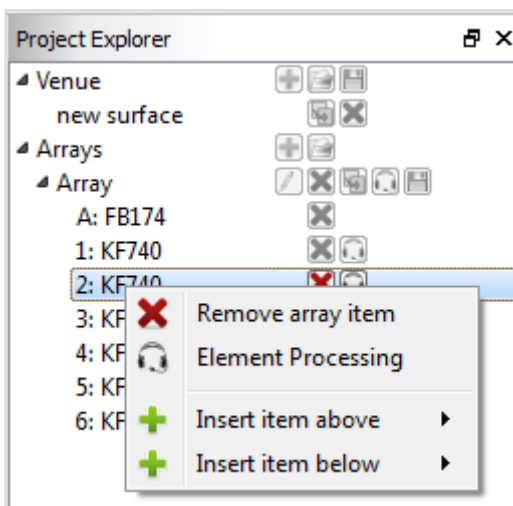 Project Explorer
Venue
new surface
Arrays
Array
A: FB174
1: KF740
2: KF740
3: KF
4: KF
5: KF
6: KF
Remove array item
Element Processing
Insert item above
Insert item below